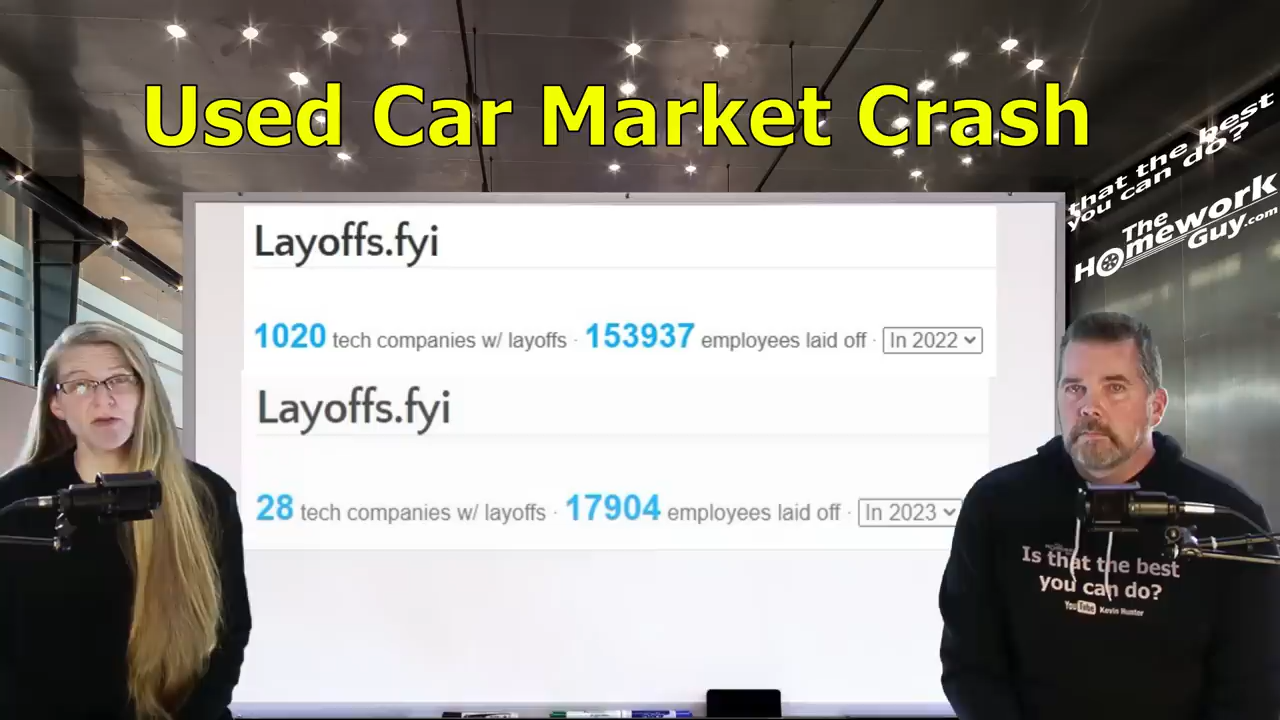 Used Car Market Crash
that the best
you can do?
The
Homework
Guy.com
Layoffs.fyi
1020 tech companies w/ layoffs · 153937 employees laid off · In 2022
Layoffs.fyi
28 tech companies w/ layoffs · 17904 employees laid off · In 2023
Is that the best
you can do?
YouTube Kevin Hunter